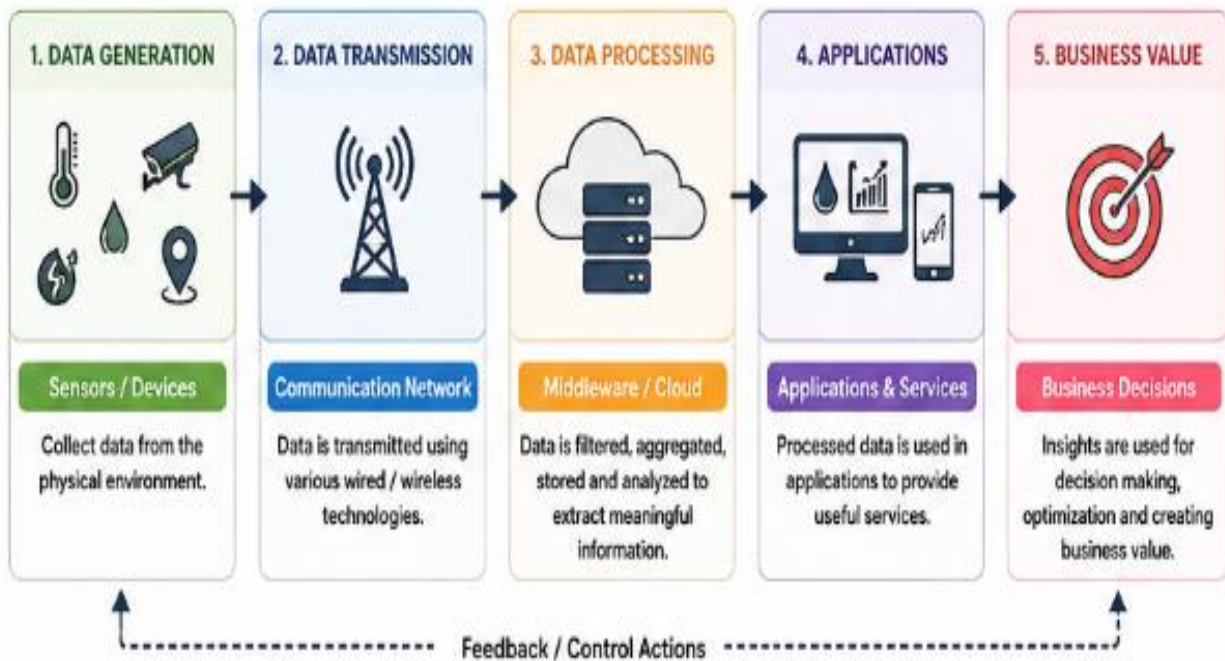 1. DATA GENERATION
Sensors / Devices
Collect data from the
physical environment.
2. DATA TRANSMISSION
Communication Network
Data is transmitted using
various wired / wireless
technologies.
3. DATA PROCESSING
Middleware / Cloud
Data is filtered, aggregated,
stored and analyzed to
extract meaningful
information.
4. APPLICATIONS
Applications & Services
Processed data is used in
applications to provide
useful services.
5. BUSINESS VALUE
Business Decisions
Insights are used for
decision making,
optimization and creating
business value.
Feedback / Control Actions